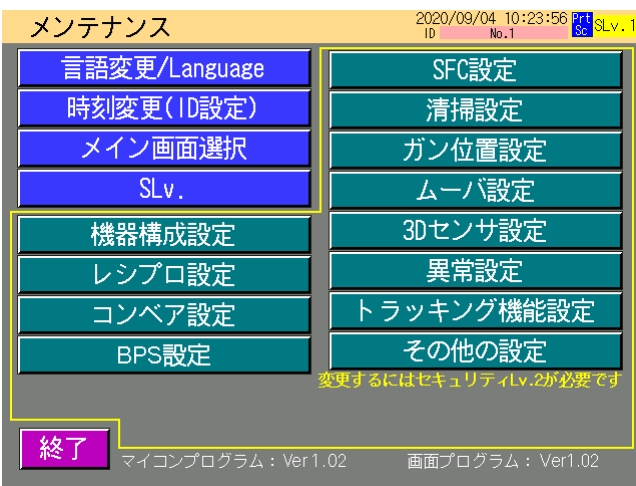 メンテナンス
2020/09/04 10:23:56
ID No.1
Prt Sc
SLv.1
言語変更/Language
時刻変更(ID設定)
メイン画面選択
SLv.
機器構成設定
レシプロ設定
コンベア設定
BPS設定
SFC設定
清掃設定
ガン位置設定
ムーバ設定
3Dセンサ設定
異常設定
トラッキング機能設定
その他の設定
変更するにはセキュリティLv.2が必要です
終了
マイコンプログラム：Ver1.02
画面プログラム：Ver1.02